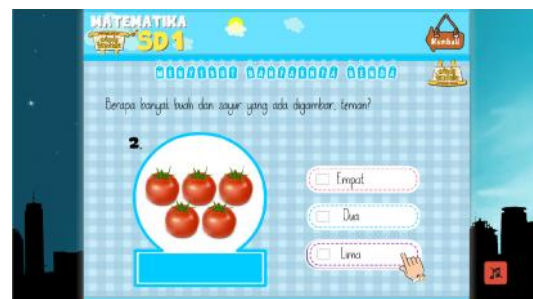 MATEMATIKA
SD 1
Kembali
Berapa banyak buah dan sayur yang ada digambar, teman?
2.
Empat
Dua
Lima